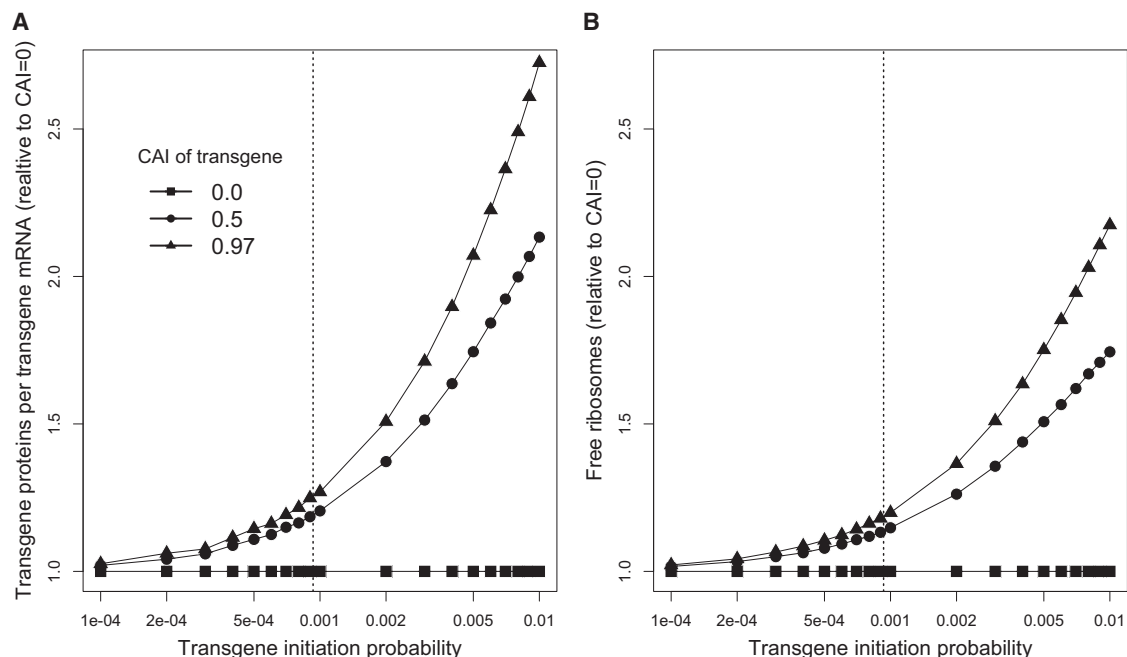 A
Transgene proteins per transgene mRNA (realtive to CAI=0)
2.5
2.0
1.5
1.0
CAI of transgene
0.0
0.5
0.97
1e-04 2e-04 5e-04 0.001 0.002 0.005 0.01
Transgene initiation probability
B
Free ribosomes (relative to CAI=0)
2.5
2.0
1.5
1.0
1e-04 2e-04 5e-04 0.001 0.002 0.005 0.01
Transgene initiation probability